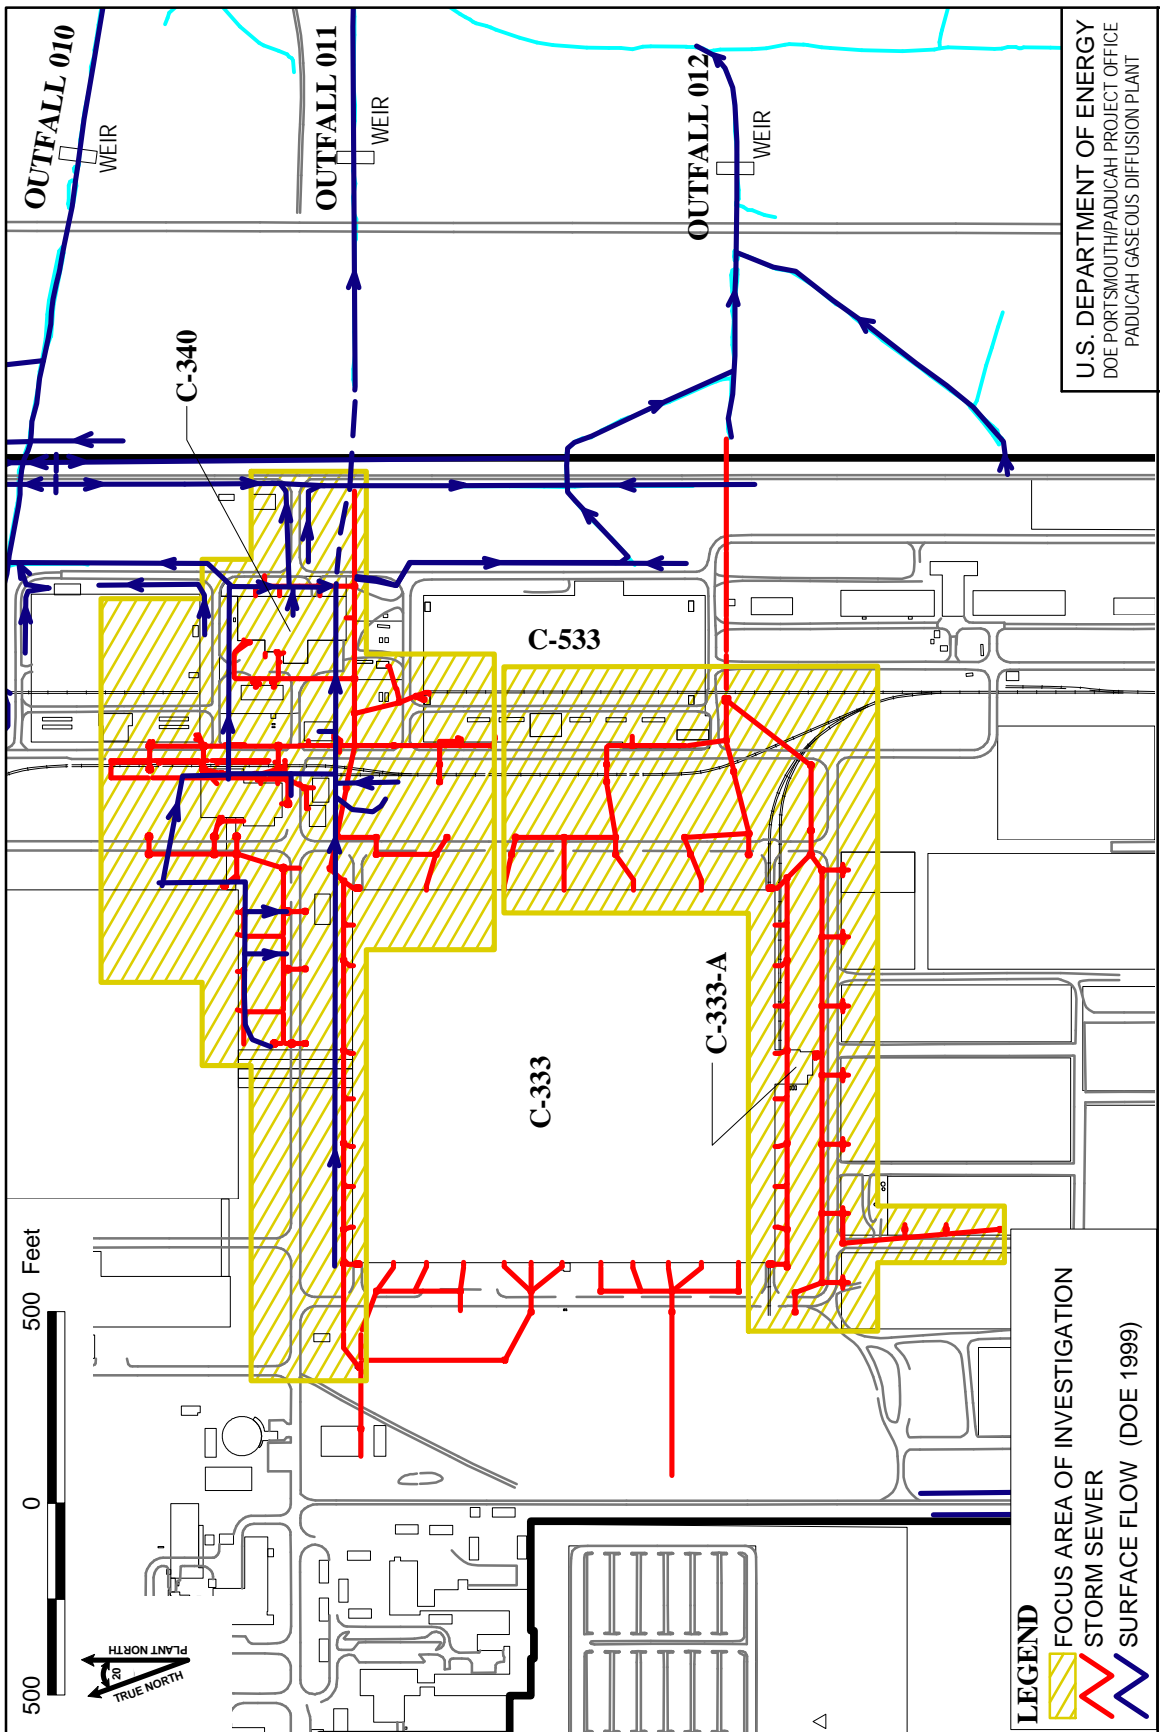 OUTFALL 010
WEIR
OUTFALL 011
WEIR
OUTFALL 012
WEIR
C-340
C-533
C-333-A
C-333
500 0 500 Feet
PLANT NORTH
20
TRUE NORTH
LEGEND
FOCUS AREA OF INVESTIGATION
STORM SEWER
SURFACE FLOW (DOE 1999)
U.S. DEPARTMENT OF ENERGY
DOE PORTSMOUTH/PADUCAH PROJECT OFFICE
PADUCAH GASEOUS DIFFUSION PLANT